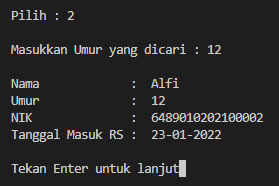 Pilih : 2
Masukkan Umur yang dicari : 12
Nama : Alfi
Umur : 12
NIK : 6489010202100002
Tanggal Masuk RS : 23-01-2022
Tekan Enter untuk lanjut